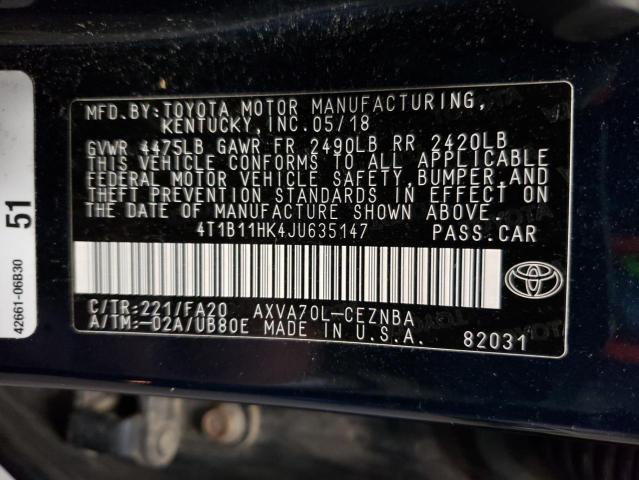 MFD.BY:TOYOTA MOTOR MANUFACTURING,
KENTUCKY,INC.05/18
GVWR 4475LB GAWR FR 2490LB RR 2420LB
THIS VEHICLE CONFORMS TO ALL APPLICABLE
FEDERAL MOTOR VEHICLE SAFETY,BUMPER,AND
THEFT PREVENTION STANDARDS IN EFFECT ON
THE DATE OF MANUFACTURE SHOWN ABOVE.
4T1B11HK4JU635147 PASS.CAR
C/TR:221/FA20 AXVA70L-CEZNBA
A/TM:-02A/UB80E MADE IN U.S.A. 82031
51
42661-06B30